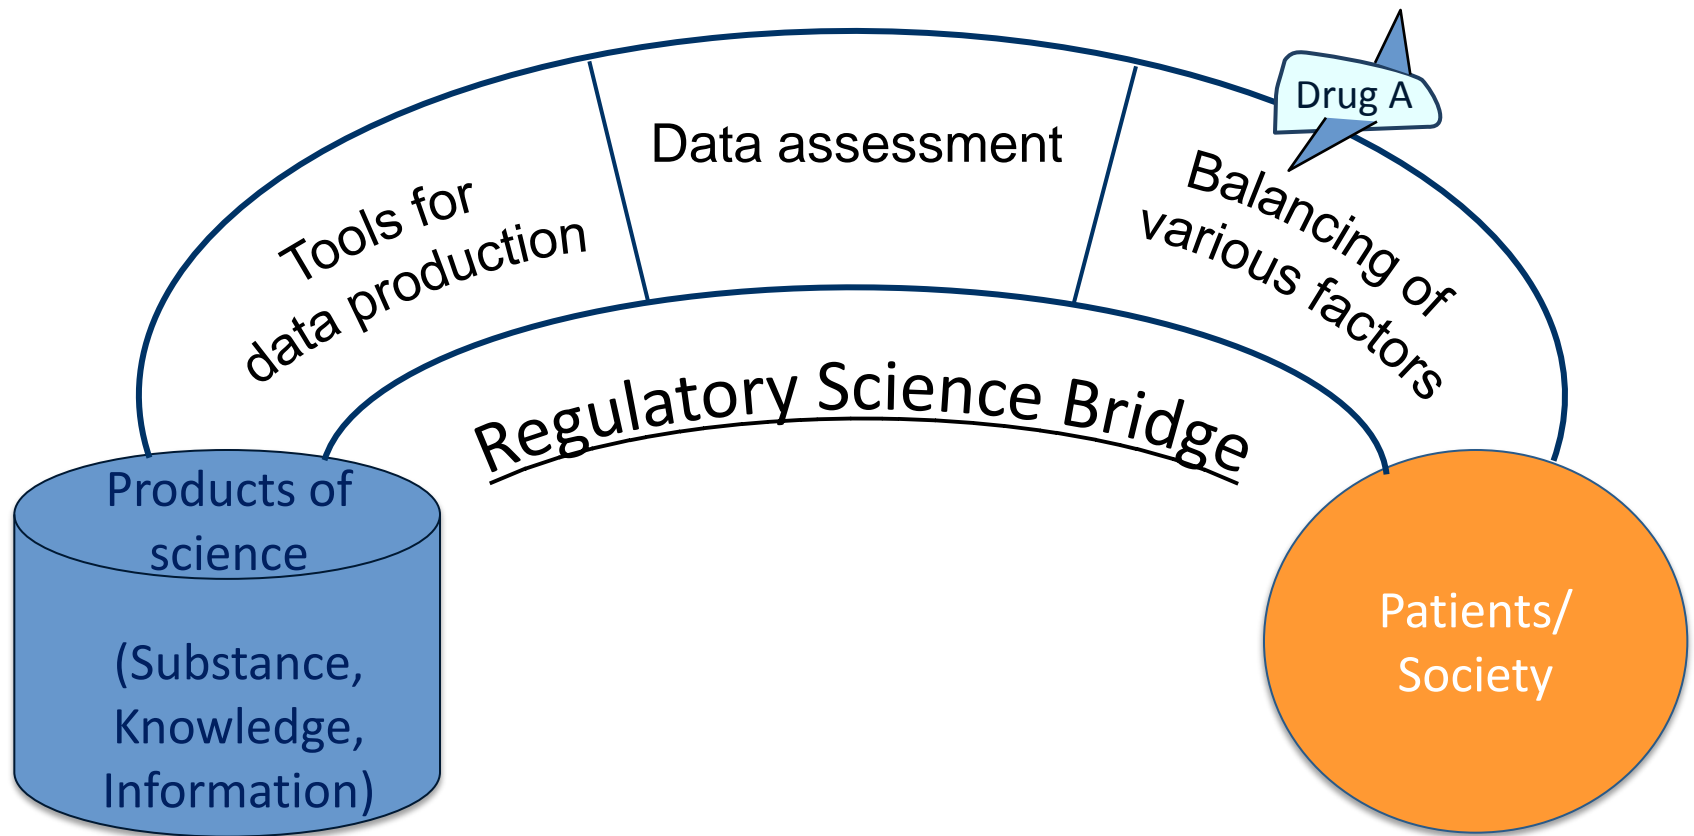 Drug A
Data assessment
Tools for
data production
Balancing of
various factors
Regulatory Science Bridge
Products of
science
(Substance,
Knowledge,
Information)
Patients/
Society